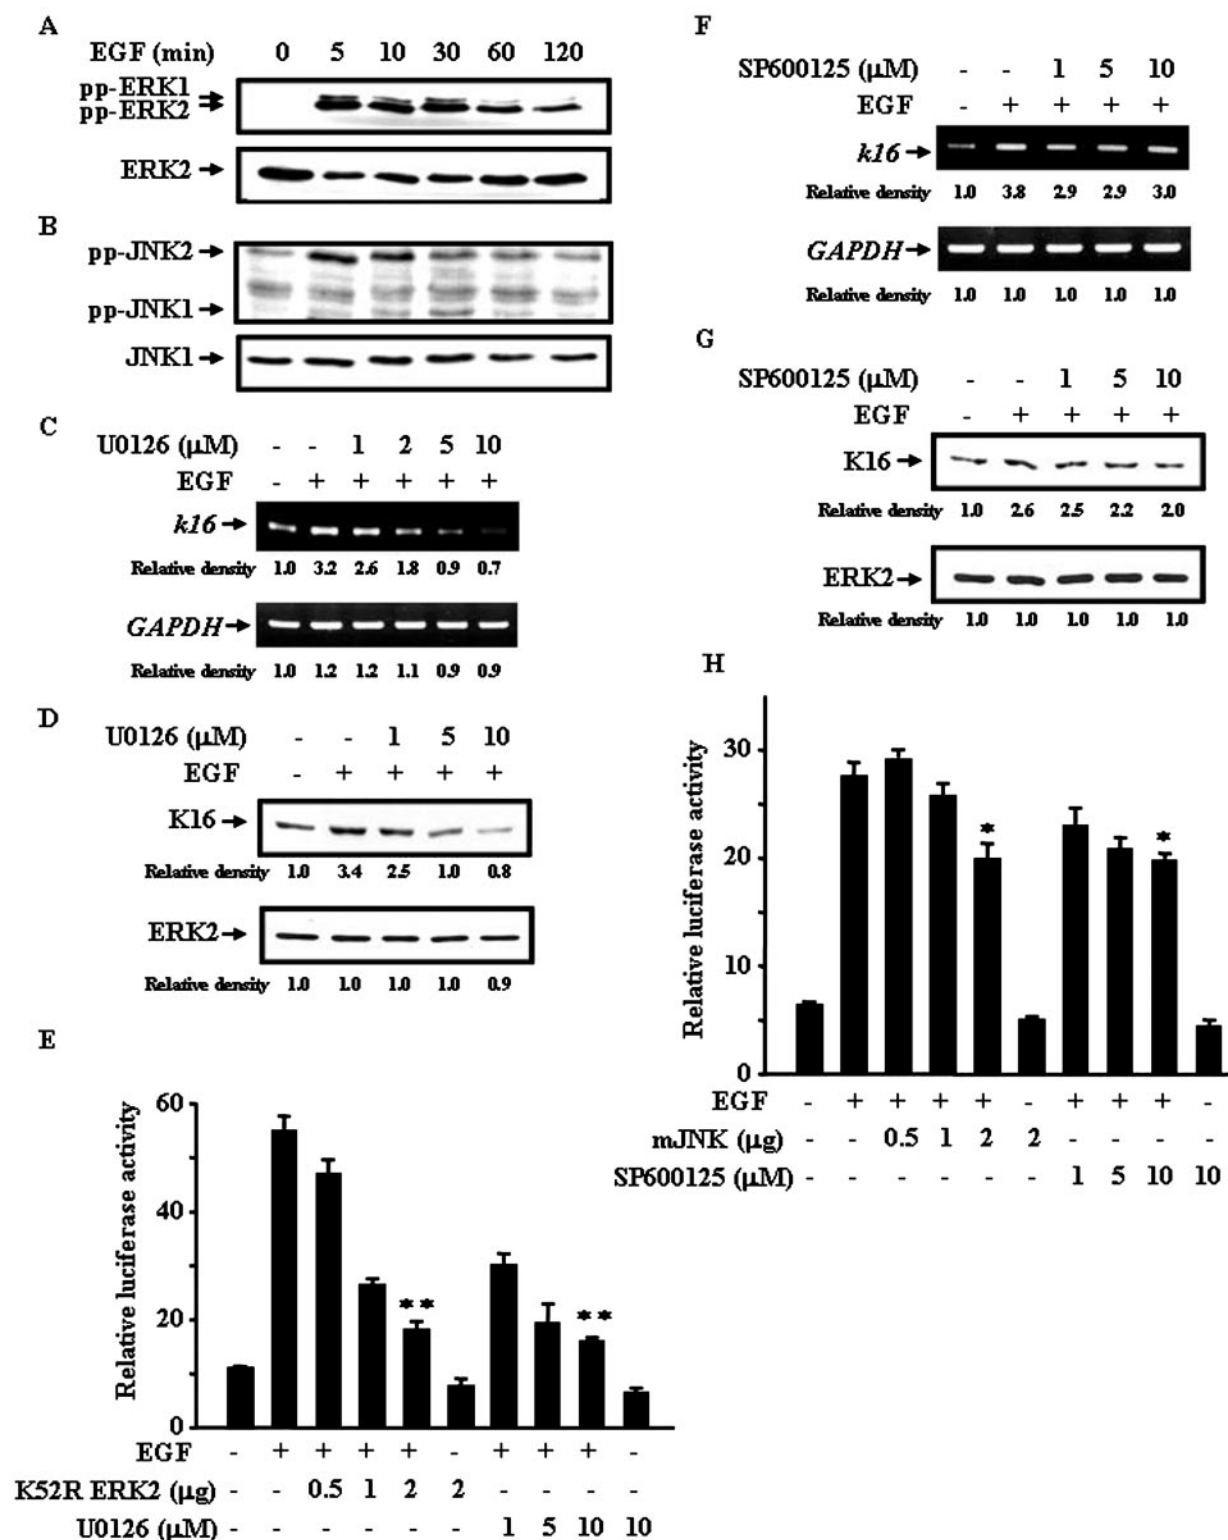 A
EGF (min) 0 5 10 30 60 120
pp-ERK1
pp-ERK2
ERK2
B
pp-JNK2
pp-JNK1
JNK1
C
U0126 (μM) - - 1 2 5 10
EGF - + + + + +
k16
Relative density 1.0 3.2 2.6 1.8 0.9 0.7
GAPDH
Relative density 1.0 1.2 1.2 1.1 0.9 0.9
D
U0126 (μM) - - 1 5 10
EGF - + + + +
K16
Relative density 1.0 3.4 2.5 1.0 0.8
ERK2
Relative density 1.0 1.0 1.0 1.0 0.9
E
Relative luciferase activity
60
40
20
0
** **
EGF - + + + + - + + + -
K52R ERK2 (μg) - - 0.5 1 2 2 - - - -
U0126 (μM) - - - - - - 1 5 10 10
F
SP600125 (μM) - - 1 5 10
EGF - + + + +
k16
Relative density 1.0 3.8 2.9 2.9 3.0
GAPDH
Relative density 1.0 1.0 1.0 1.0 1.0
G
SP600125 (μM) - - 1 5 10
EGF - + + + +
K16
Relative density 1.0 2.6 2.5 2.2 2.0
ERK2
Relative density 1.0 1.0 1.0 1.0 1.0
H
Relative luciferase activity
30
20
10
0
* *
EGF - + + + + - + + + -
mJNK (μg) - - 0.5 1 2 2 - - - -
SP600125 (μM) - - - - - - 1 5 10 10